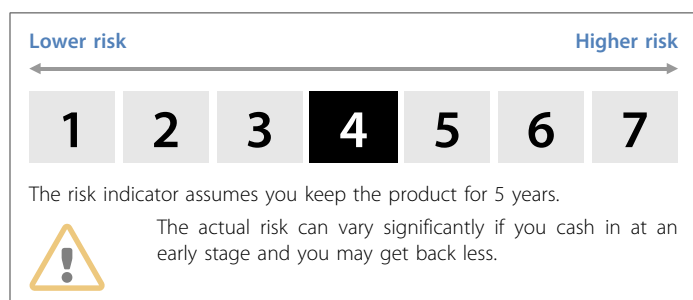 Lower risk Higher risk
1 2 3 4 5 6 7
The risk indicator assumes you keep the product for 5 years.
The actual risk can vary significantly if you cash in at an
early stage and you may get back less.